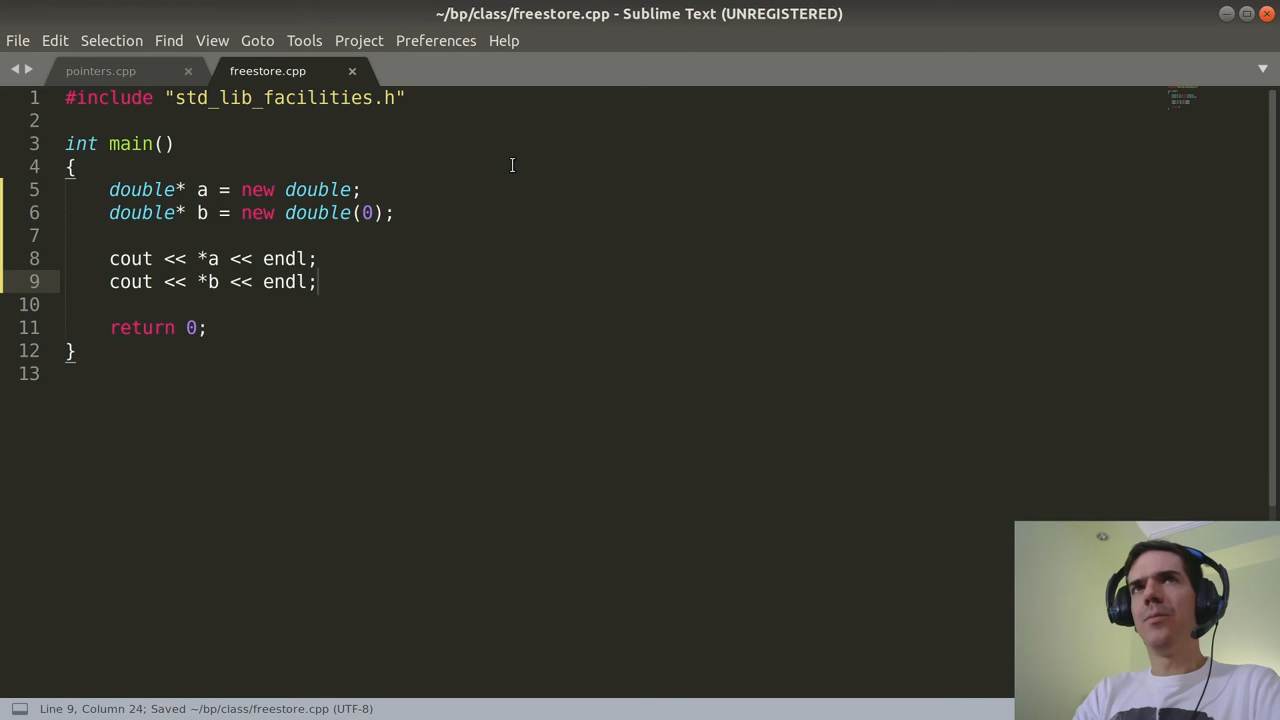 ~/bp/class/freestore.cpp - Sublime Text (UNREGISTERED)
File Edit Selection Find View Goto Tools Project Preferences Help
pointers.cpp freestore.cpp
1 #include "std_lib_facilities.h"
2
3 int main()
4 {
5 double* a = new double;
6 double* b = new double(0);
7
8 cout << *a << endl;
9 cout << *b << endl;
10
11 return 0;
12 }
13
Line 9, Column 24; Saved ~/bp/class/freestore.cpp (UTF-8)